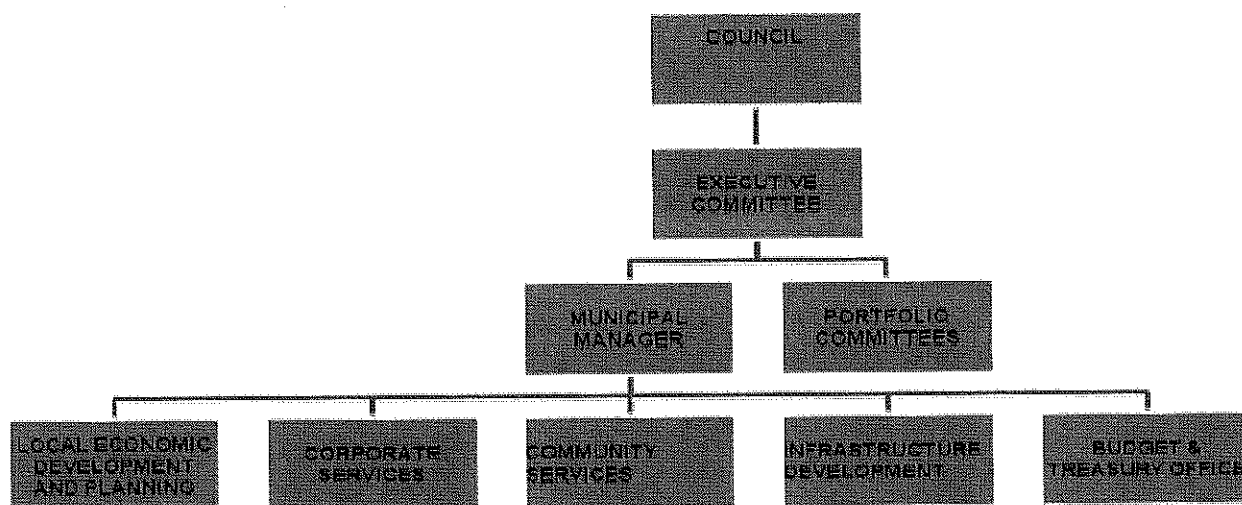 COUNCIL
EXECUTIVE
COMMITTEE
MUNICIPAL
MANAGER
PORTFOLIO
COMMITTEES
LOCAL ECONOMIC
DEVELOPMENT
AND PLANNING
CORPORATE
SERVICES
COMMUNITY
SERVICES
INFRASTRUCTURE
DEVELOPMENT
BUDGET &
TREASURY OFFICE